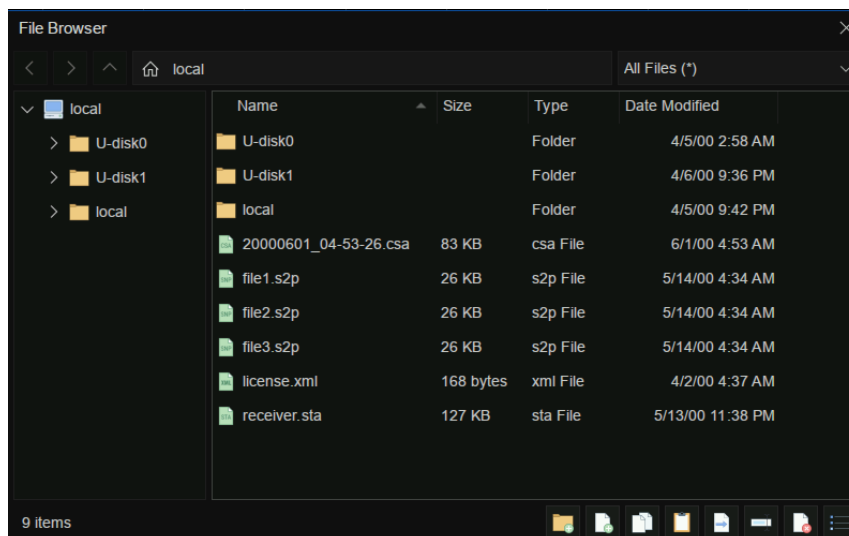 File Browser
local All Files (*)
local
U-disk0
U-disk1
local
Name Size Type Date Modified
U-disk0 Folder 4/5/00 2:58 AM
U-disk1 Folder 4/6/00 9:36 PM
local Folder 4/5/00 9:42 PM
20000601_04-53-26.csa 83 KB csa File 6/1/00 4:53 AM
file1.s2p 26 KB s2p File 5/14/00 4:34 AM
file2.s2p 26 KB s2p File 5/14/00 4:34 AM
file3.s2p 26 KB s2p File 5/14/00 4:34 AM
license.xml 168 bytes xml File 4/2/00 4:37 AM
receiver.sta 127 KB sta File 5/13/00 11:38 PM
9 items